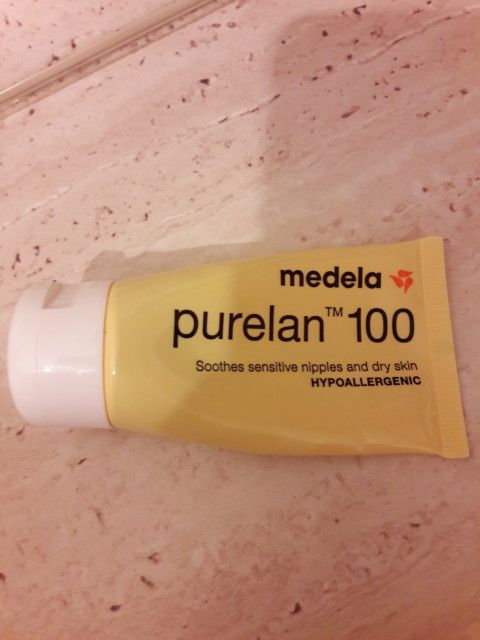 medela
purelan™ 100
Soothes sensitive nipples and dry skin
HYPOALLERGENIC